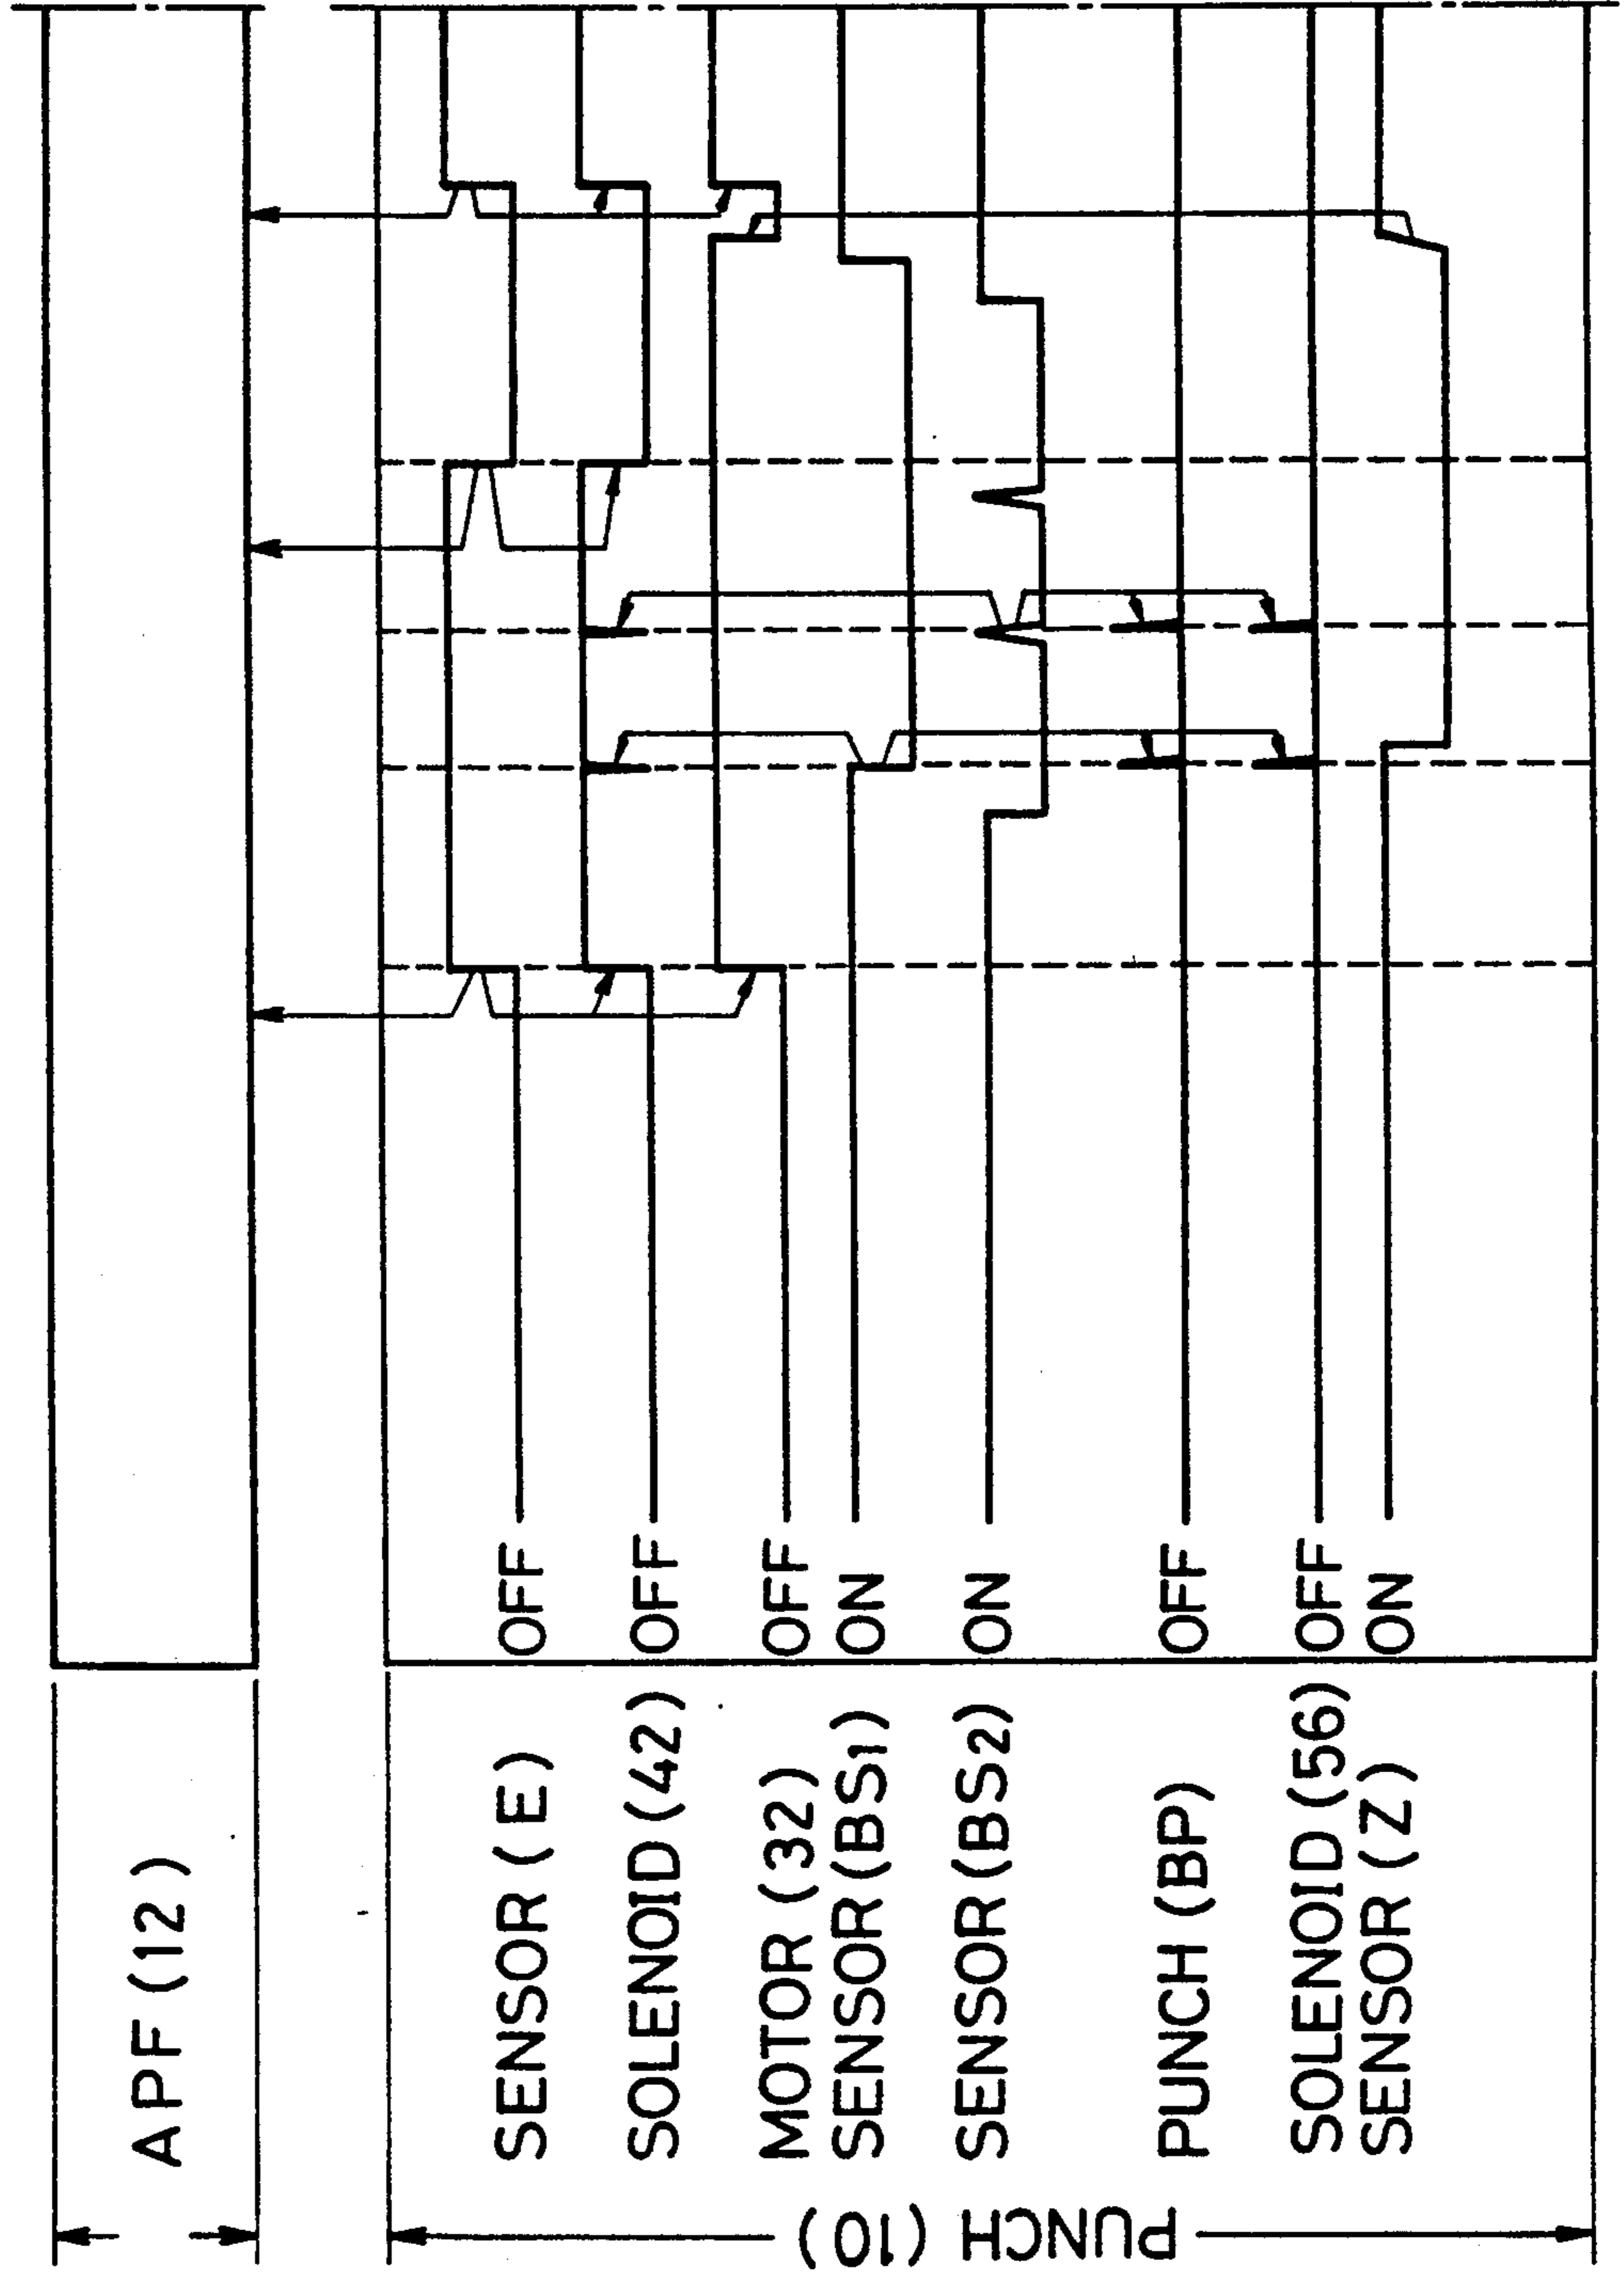 APF (12)
PUNCH (10)
SENSOR (E) OFF
SOLENOID (42) OFF
MOTOR (32) OFF
SENSOR (BS1) ON
SENSOR (BS2) ON
PUNCH (BP) OFF
SOLENOID (56) OFF
SENSOR (Z) ON